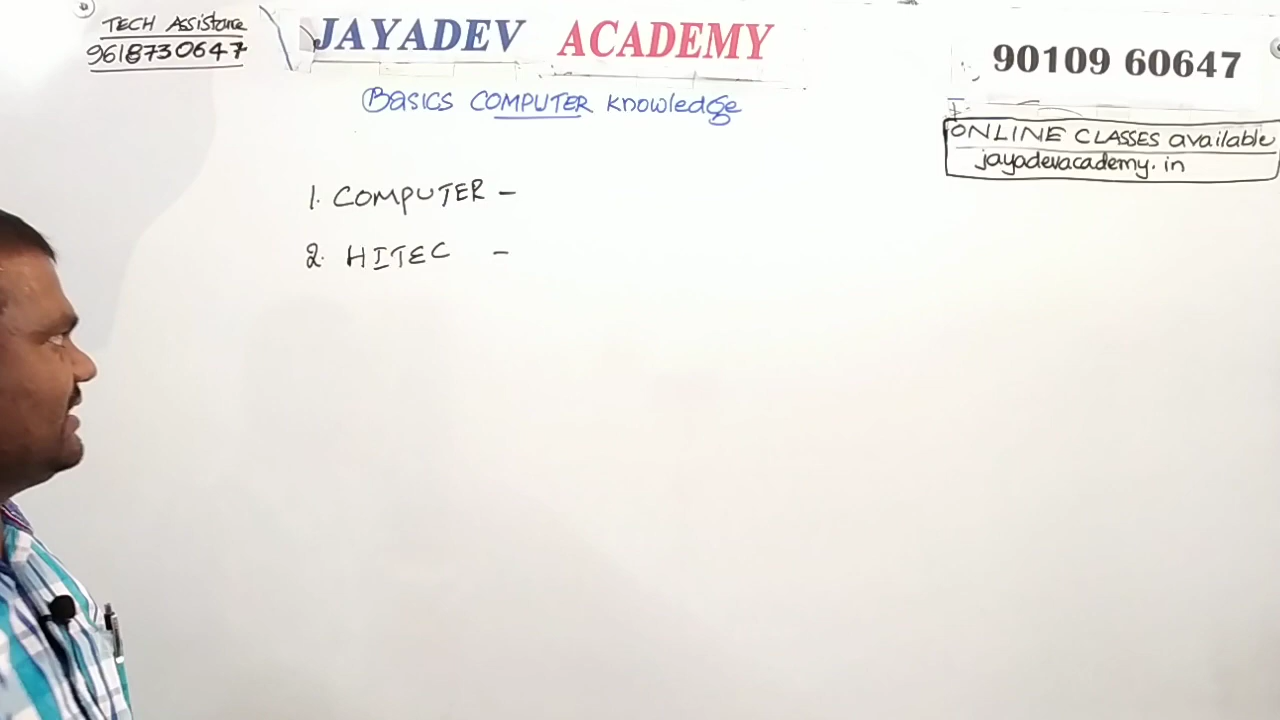 TECH Assistance
9618730647
JAYADEV ACADEMY
90109 60647
Basics COMPUTER knowledge
ONLINE CLASSES available
jayadevacademy.in
1. COMPUTER -
2. HITEC -